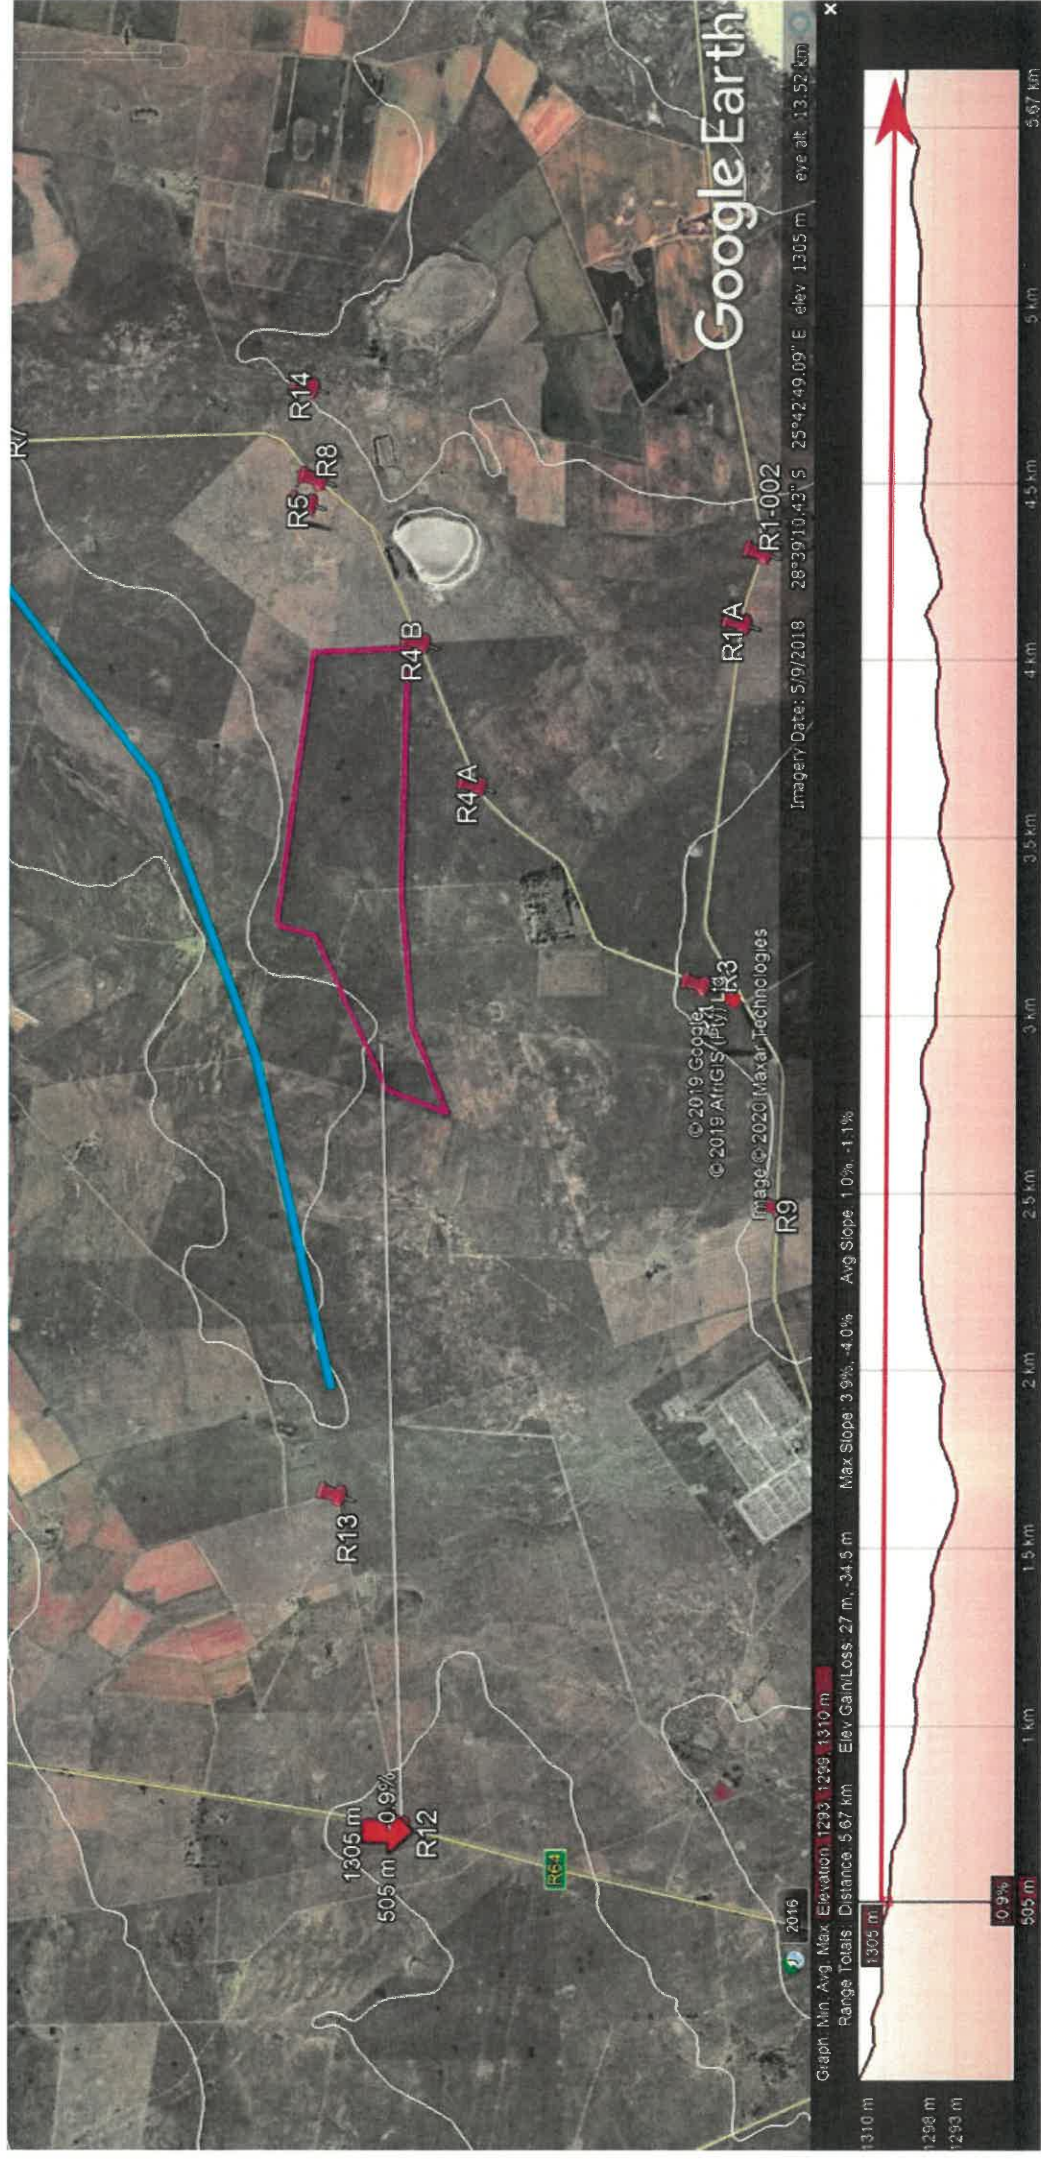 R7
R14
R5
R8
R4 B
R4 A
R13
1305 m
505 m -0.9%
R12
R64
R1 A
R1-002
R3
© 2019 Google
© 2019 AfriGIS (Pty) Ltd.
Image © 2020 Maxar Technologies
R9
Google Earth
2016
Imagery Date: 5/9/2018 28°39'10.43" S 25°42'49.09" E elev 1305 m eye alt 13.52 km
Graph: Min, Avg, Max Elevation: 1293, 1299, 1310 m
Range Totals: Distance: 5.67 km Elev Gain/Loss: 27 m, -34.5 m Max Slope: 3.9%, -4.0% Avg Slope: 1.0%, -1.1%
1310 m
1298 m
1293 m
1305 m
0.9%
505 m
1 km
1.5 km
2 km
2.5 km
3 km
3.5 km
4 km
4.5 km
5 km
5.67 km